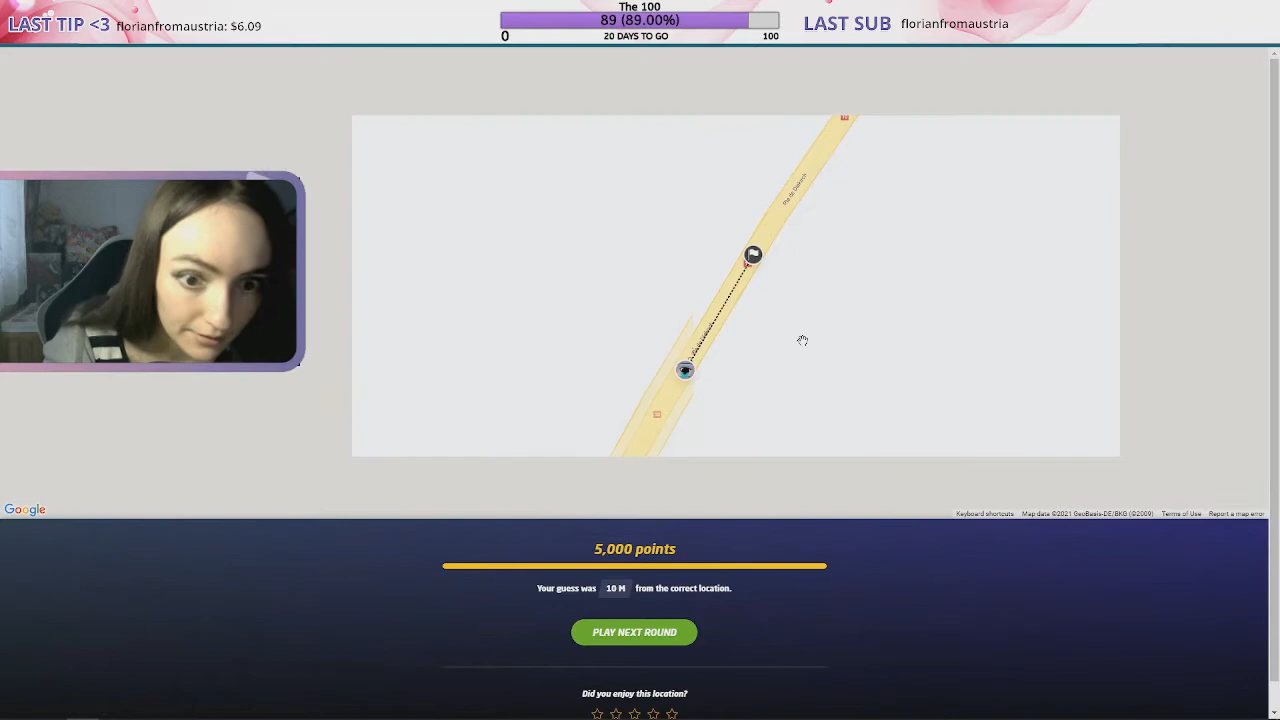 LAST TIP <3 florianfromaustria: $6.09
The 100
89 (89.00%)
0 20 DAYS TO GO 100
LAST SUB florianfromaustria
Google
Keyboard shortcuts Map data ©2021 GeoBasis-DE/BKG (©2009) Terms of Use Report a map error
5,000 points
Your guess was 10 M from the correct location.
PLAY NEXT ROUND
Did you enjoy this location?